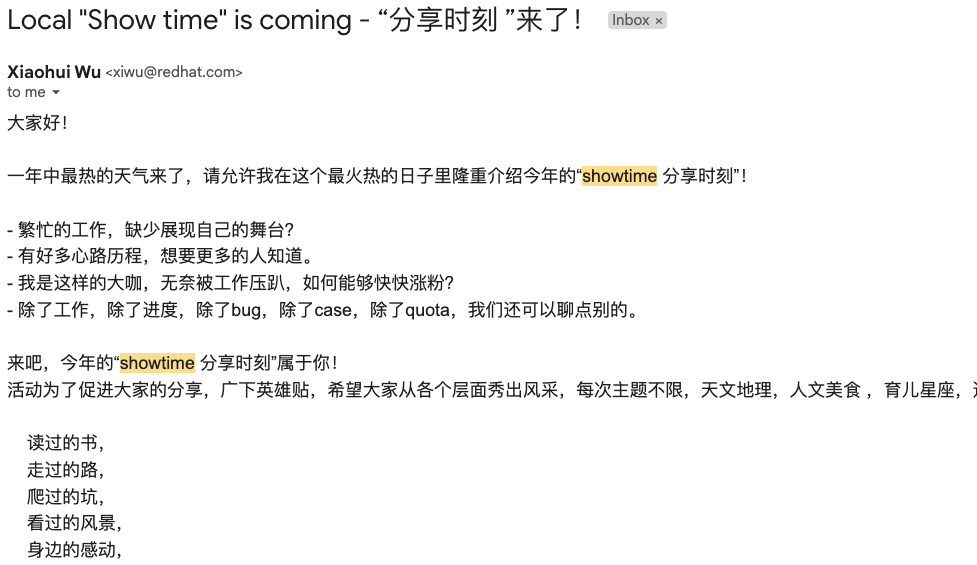 Local "Show time" is coming - “分享时刻 ”来了！ Inbox ×
Xiaohui Wu <xiwu@redhat.com>
to me
大家好！
一年中最热的天气来了，请允许我在这个最火热的日子里隆重介绍今年的“showtime 分享时刻”！
- 繁忙的工作，缺少展现自己的舞台？
- 有好多心路历程，想要更多的人知道。
- 我是这样的大咖，无奈被工作压趴，如何能够快快涨粉？
- 除了工作，除了进度，除了bug，除了case，除了quota，我们还可以聊点别的。
来吧，今年的“showtime 分享时刻”属于你！
活动为了促进大家的分享，广下英雄贴，希望大家从各个层面秀出风采，每次主题不限，天文地理，人文美食 ，育儿星座，
读过的书，
走过的路，
爬过的坑，
看过的风景，
身边的感动，